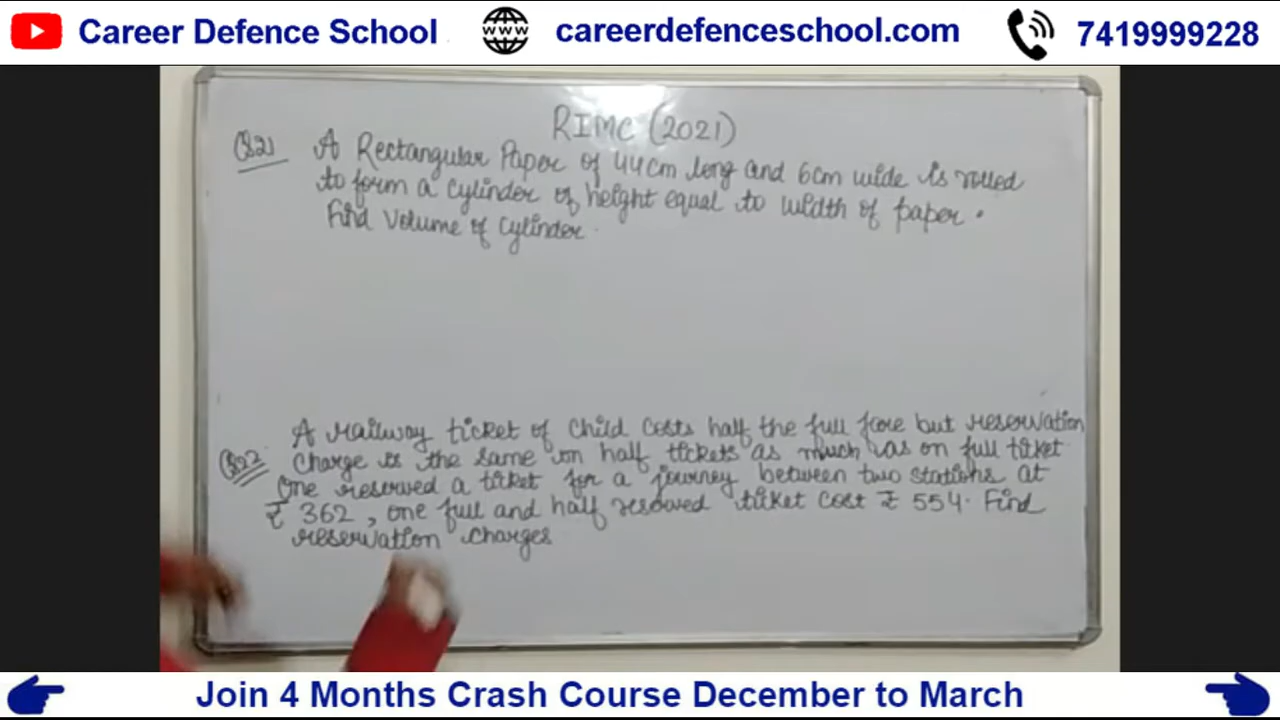 Career Defence School
www
careerdefenceschool.com
7419999228
RIMC (2021)
Q21 A Rectangular Paper of 44cm long and 6cm wide is rolled
to form a cylinder of height equal to width of paper.
Find Volume of cylinder.
A railway ticket of child costs half the full fare but reservation
Q22 charge is the same on half tickets as much as on full ticket
One reserved a ticket for a journey between two stations at
₹ 362, one full and half reserved ticket cost ₹ 554. Find
reservation charges
Join 4 Months Crash Course December to March